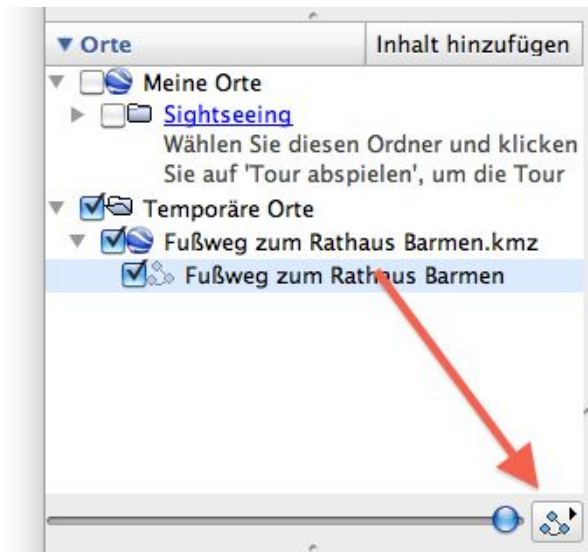 Orte
Inhalt hinzufügen
Meine Orte
Sightseeing
Wählen Sie diesen Ordner und klicken
Sie auf 'Tour abspielen', um die Tour
Temporäre Orte
Fußweg zum Rathaus Barmen.kmz
Fußweg zum Rathaus Barmen